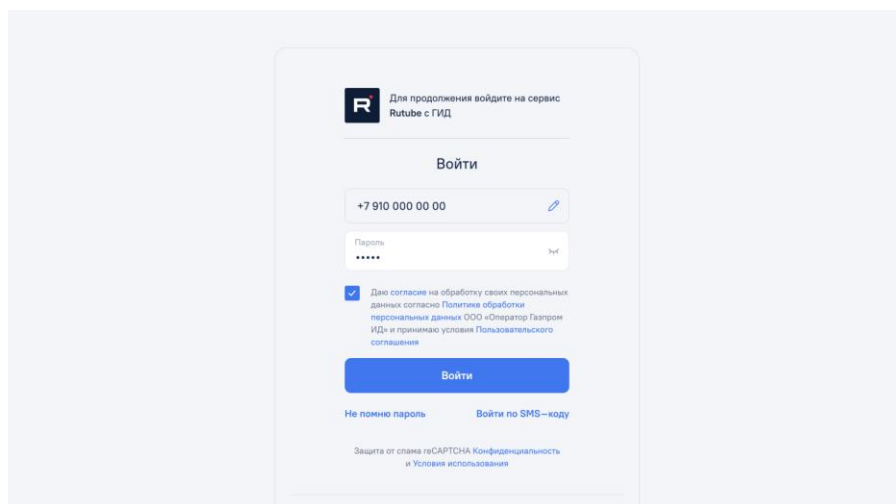 R
Для продолжения войдите на сервис
Rutube с ГИД
Войти
+7 910 000 00 00
Пароль
•••••
Даю согласие на обработку своих персональных
данных согласно Политике обработки
персональных данных ООО «Оператор Газпром
ИД» и принимаю условия Пользовательского
соглашения
Войти
Не помню пароль Войти по SMS—коду
Защита от спама reCAPTCHA Конфиденциальность
и Условия использования